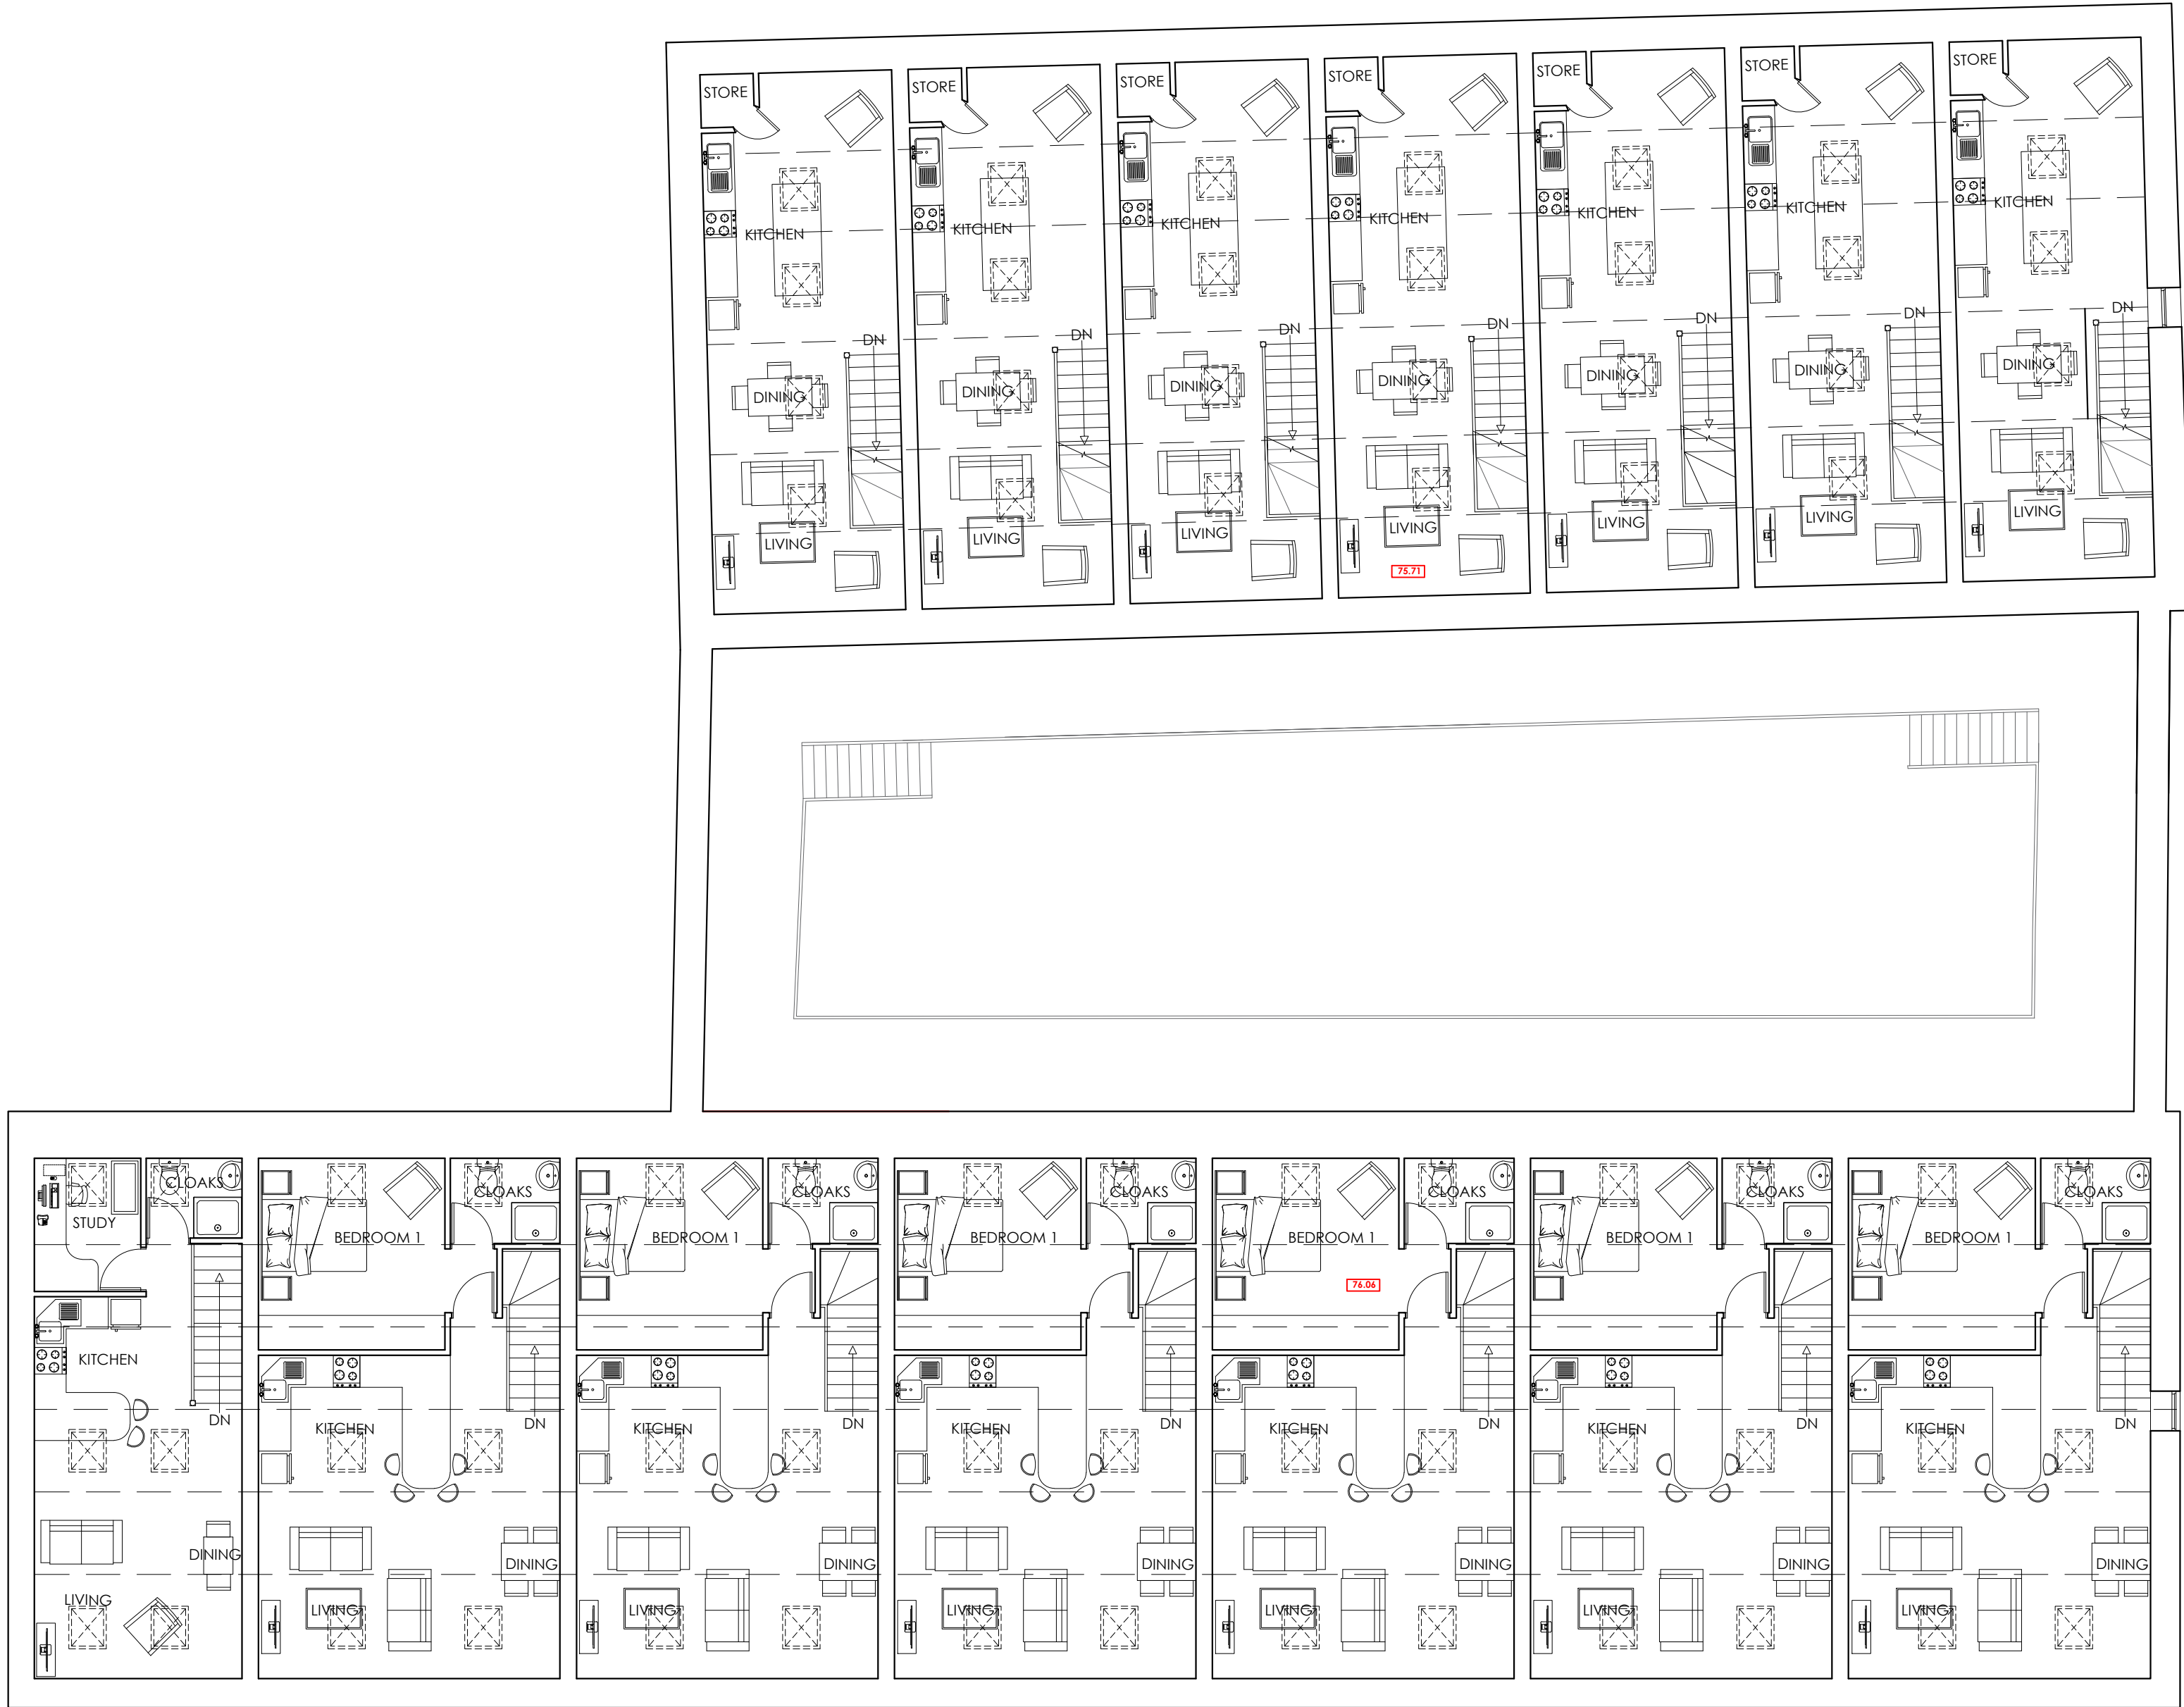 STORE
STORE
STORE
STORE
STORE
STORE
STORE
KITCHEN
KITCHEN
KITCHEN
KITCHEN
KITCHEN
KITCHEN
KITCHEN
DN
DN
DN
DN
DN
DN
DN
DINING
DINING
DINING
DINING
DINING
DINING
DINING
LIVING
LIVING
LIVING
LIVING
LIVING
LIVING
LIVING
75.71
CLOAKS
CLOAKS
CLOAKS
CLOAKS
CLOAKS
CLOAKS
CLOAKS
STUDY
BEDROOM 1
BEDROOM 1
BEDROOM 1
BEDROOM 1
BEDROOM 1
BEDROOM 1
76.06
KITCHEN
DN
KITCHEN
DN
KITCHEN
DN
KITCHEN
DN
KITCHEN
DN
KITCHEN
DN
KITCHEN
DN
DINING
DINING
DINING
DINING
DINING
DINING
DINING
LIVING
LIVING
LIVING
LIVING
LIVING
LIVING
LIVING